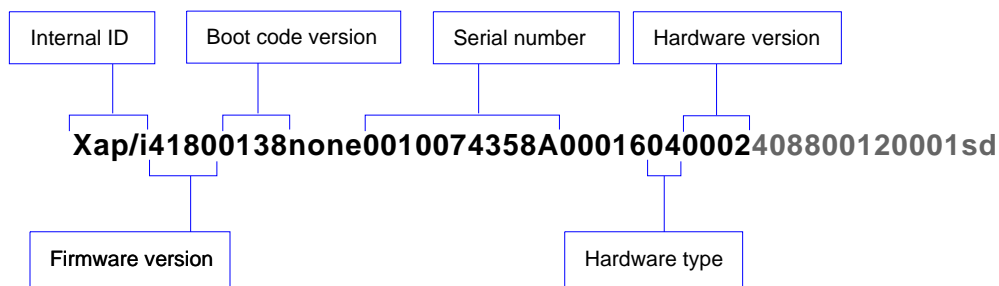 Internal ID
Boot code version
Serial number
Hardware version
Xap/i41800138none0010074358A00016040002408800120001sd
Firmware version
Hardware type